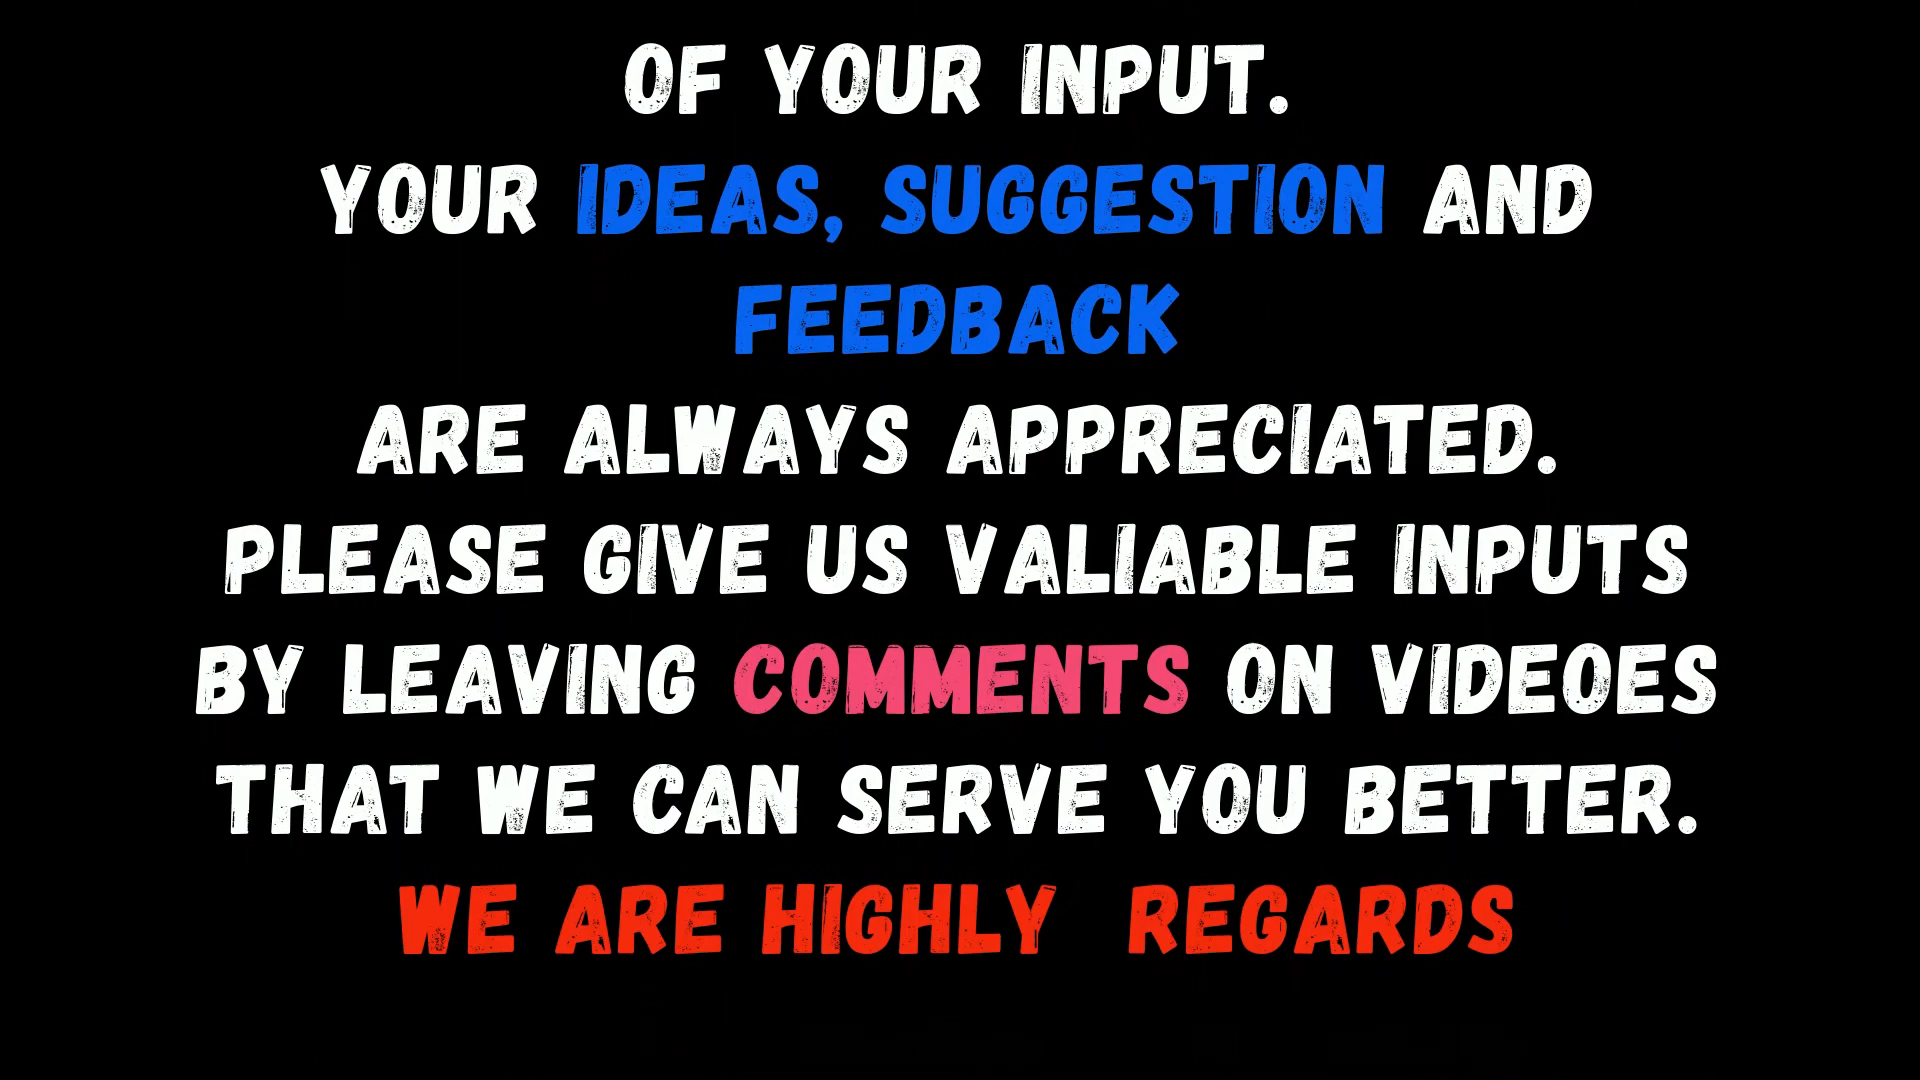 OF YOUR INPUT.
YOUR IDEAS, SUGGESTION AND
FEEDBACK
ARE ALWAYS APPRECIATED.
PLEASE GIVE US VALIABLE INPUTS
BY LEAVING COMMENTS ON VIDEOES
THAT WE CAN SERVE YOU BETTER.
WE ARE HIGHLY  REGARDS